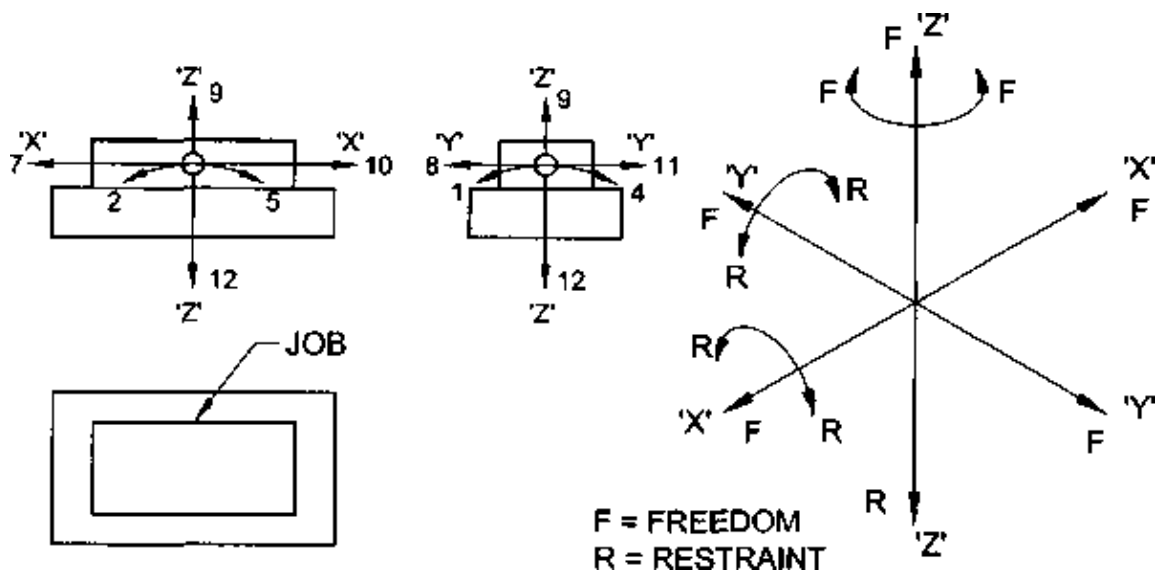 'Z'
9
'X'
'X'
7
10
2
5
12
'Z'
'Z'
9
'Y'
'Y'
8
11
1
4
12
'Z'
JOB
'Z'
F
F
F
'Y'
F
R
R
'X'
F
R
R
'X'
F
'Y'
F
R
'Z'
F = FREEDOM
R = RESTRAINT